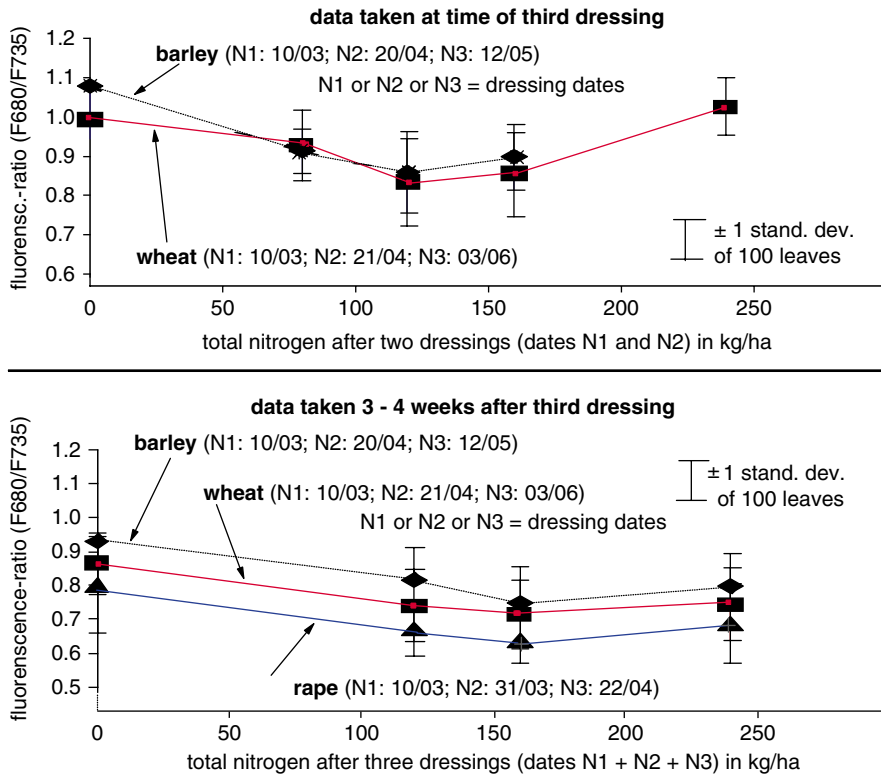 data taken at time of third dressing
fluorensc.-ratio (F680/F735)
1.2
1.1
1.0
0.9
0.8
0.7
0.6
barley (N1: 10/03; N2: 20/04; N3: 12/05)
N1 or N2 or N3 = dressing dates
wheat (N1: 10/03; N2: 21/04; N3: 03/06)
± 1 stand. dev.
of 100 leaves
0 50 100 150 200 250
total nitrogen after two dressings (dates N1 and N2) in kg/ha
data taken 3 - 4 weeks after third dressing
fluorenscence-ratio (F680/F735)
1.2
1.1
1.0
0.9
0.8
0.7
0.6
0.5
barley (N1: 10/03; N2: 20/04; N3: 12/05)
wheat (N1: 10/03; N2: 21/04; N3: 03/06)
N1 or N2 or N3 = dressing dates
± 1 stand. dev.
of 100 leaves
rape (N1: 10/03; N2: 31/03; N3: 22/04)
0 50 100 150 200 250
total nitrogen after three dressings (dates N1 + N2 + N3) in kg/ha